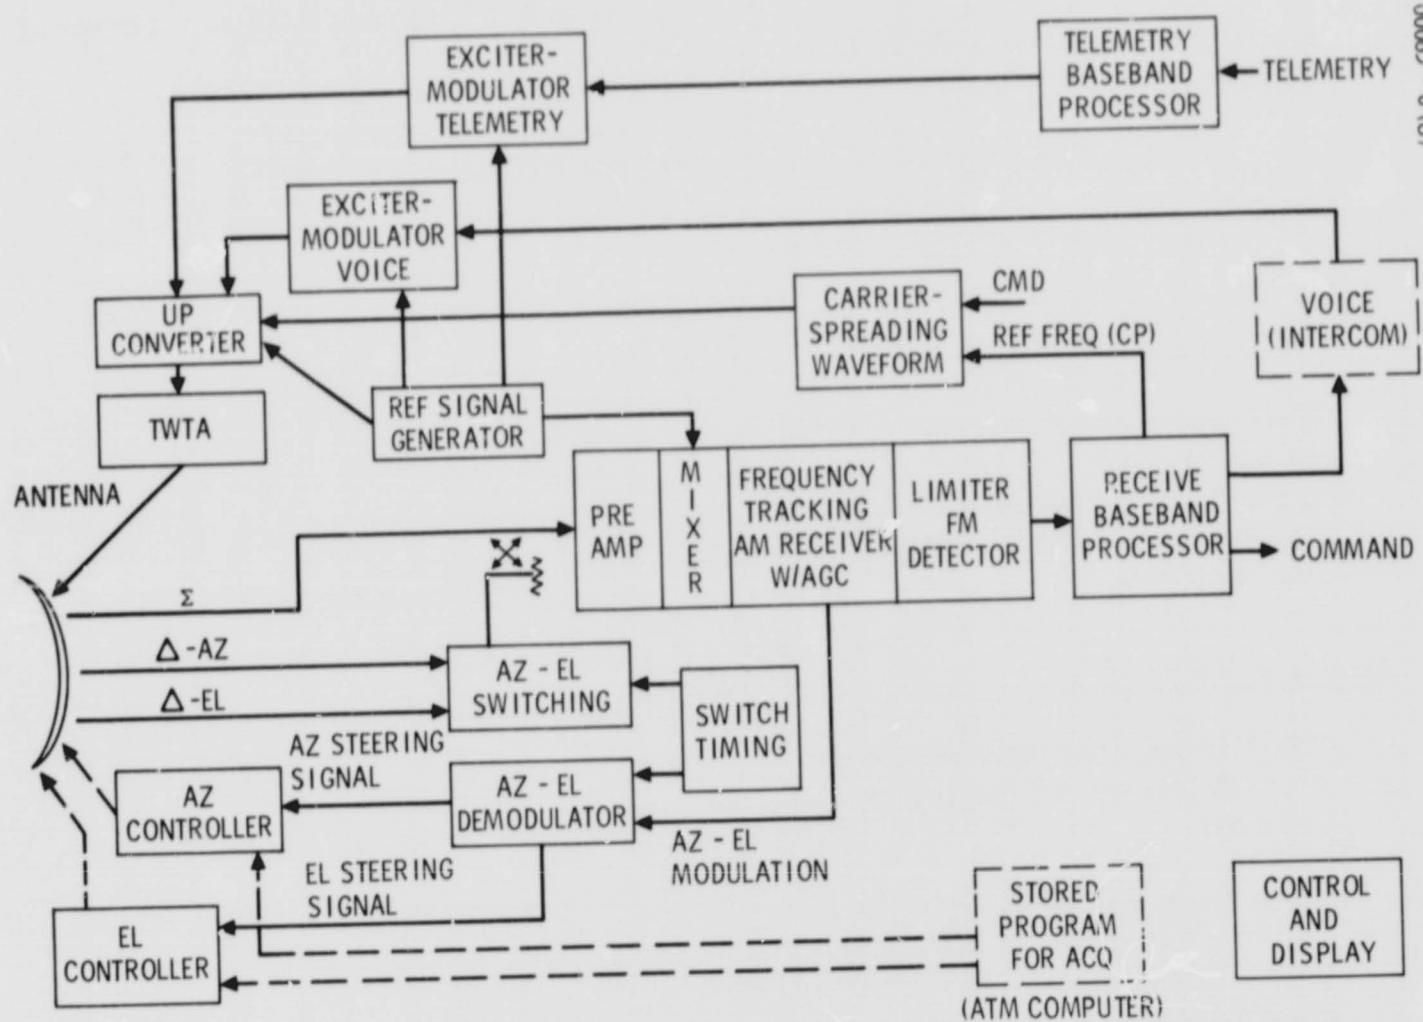 EXCITER-
MODULATOR
TELEMETRY
TELEMETRY
BASEBAND
PROCESSOR
TELEMETRY
EXCITER-
MODULATOR
VOICE
UP
CONVERTER
CARRIER-
SPREADING
WAVEFORM
CMD
REF FREQ (CP)
VOICE
(INTERCOM)
TWTA
REF SIGNAL
GENERATOR
ANTENNA
PRE
AMP
MIXER
FREQUENCY
TRACKING
AM RECEIVER
W/AGC
LIMITER
FM
DETECTOR
RECEIVE
BASEBAND
PROCESSOR
COMMAND
Σ
Δ-AZ
Δ-EL
AZ - EL
SWITCHING
SWITCH
TIMING
AZ STEERING
SIGNAL
AZ
CONTROLLER
AZ - EL
DEMODULATOR
AZ - EL
MODULATION
EL STEERING
SIGNAL
EL
CONTROLLER
STORED
PROGRAM
FOR ACQ
(ATM COMPUTER)
CONTROL
AND
DISPLAY